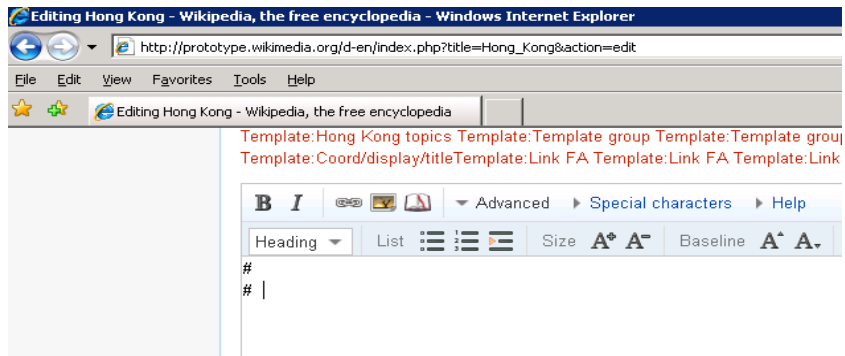 Editing Hong Kong - Wikipedia, the free encyclopedia - Windows Internet Explorer
http://prototype.wikimedia.org/d-en/index.php?title=Hong_Kong&action=edit
File Edit View Favorites Tools Help
Editing Hong Kong - Wikipedia, the free encyclopedia
Template:Hong Kong topics Template:Template group Template:Template grou
Template:Coord/display/titleTemplate:Link FA Template:Link FA Template:Link
B I Advanced Special characters Help
Heading List Size A A Baseline A A
#
#